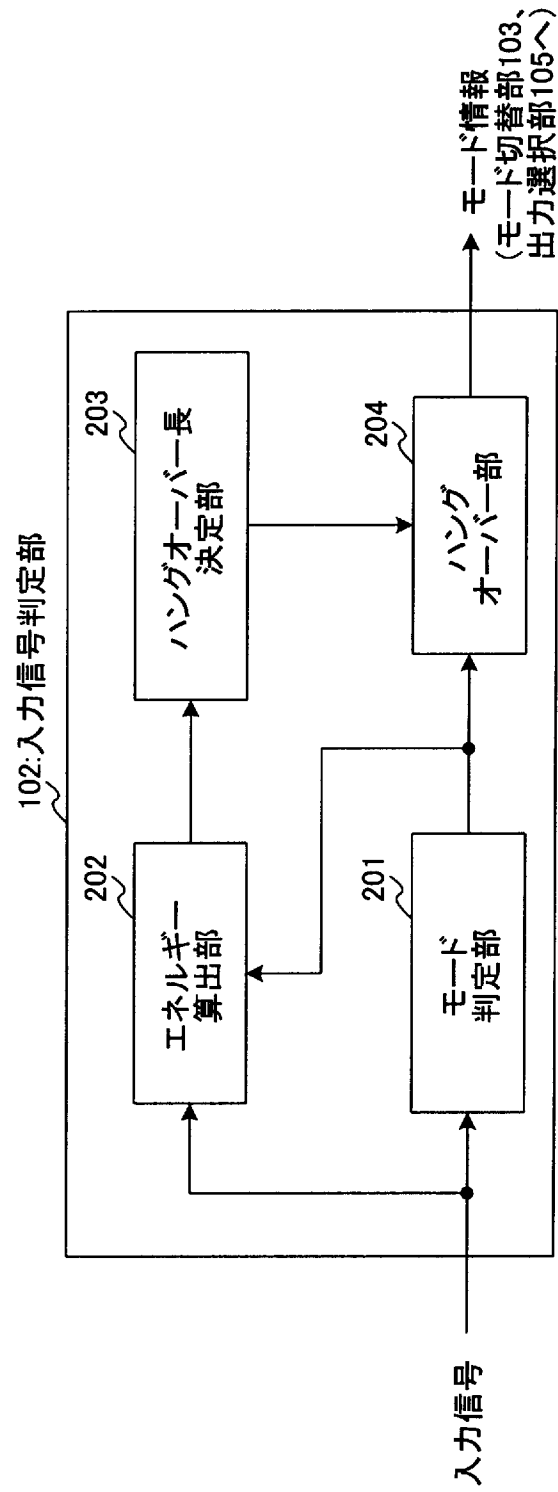 102:入力信号判定部
202
エネルギー
算出部
203
ハングオーバー長
決定部
201
モード
判定部
204
ハング
オーバー部
入力信号
モード情報
(モード切替部103、
出力選択部105へ)